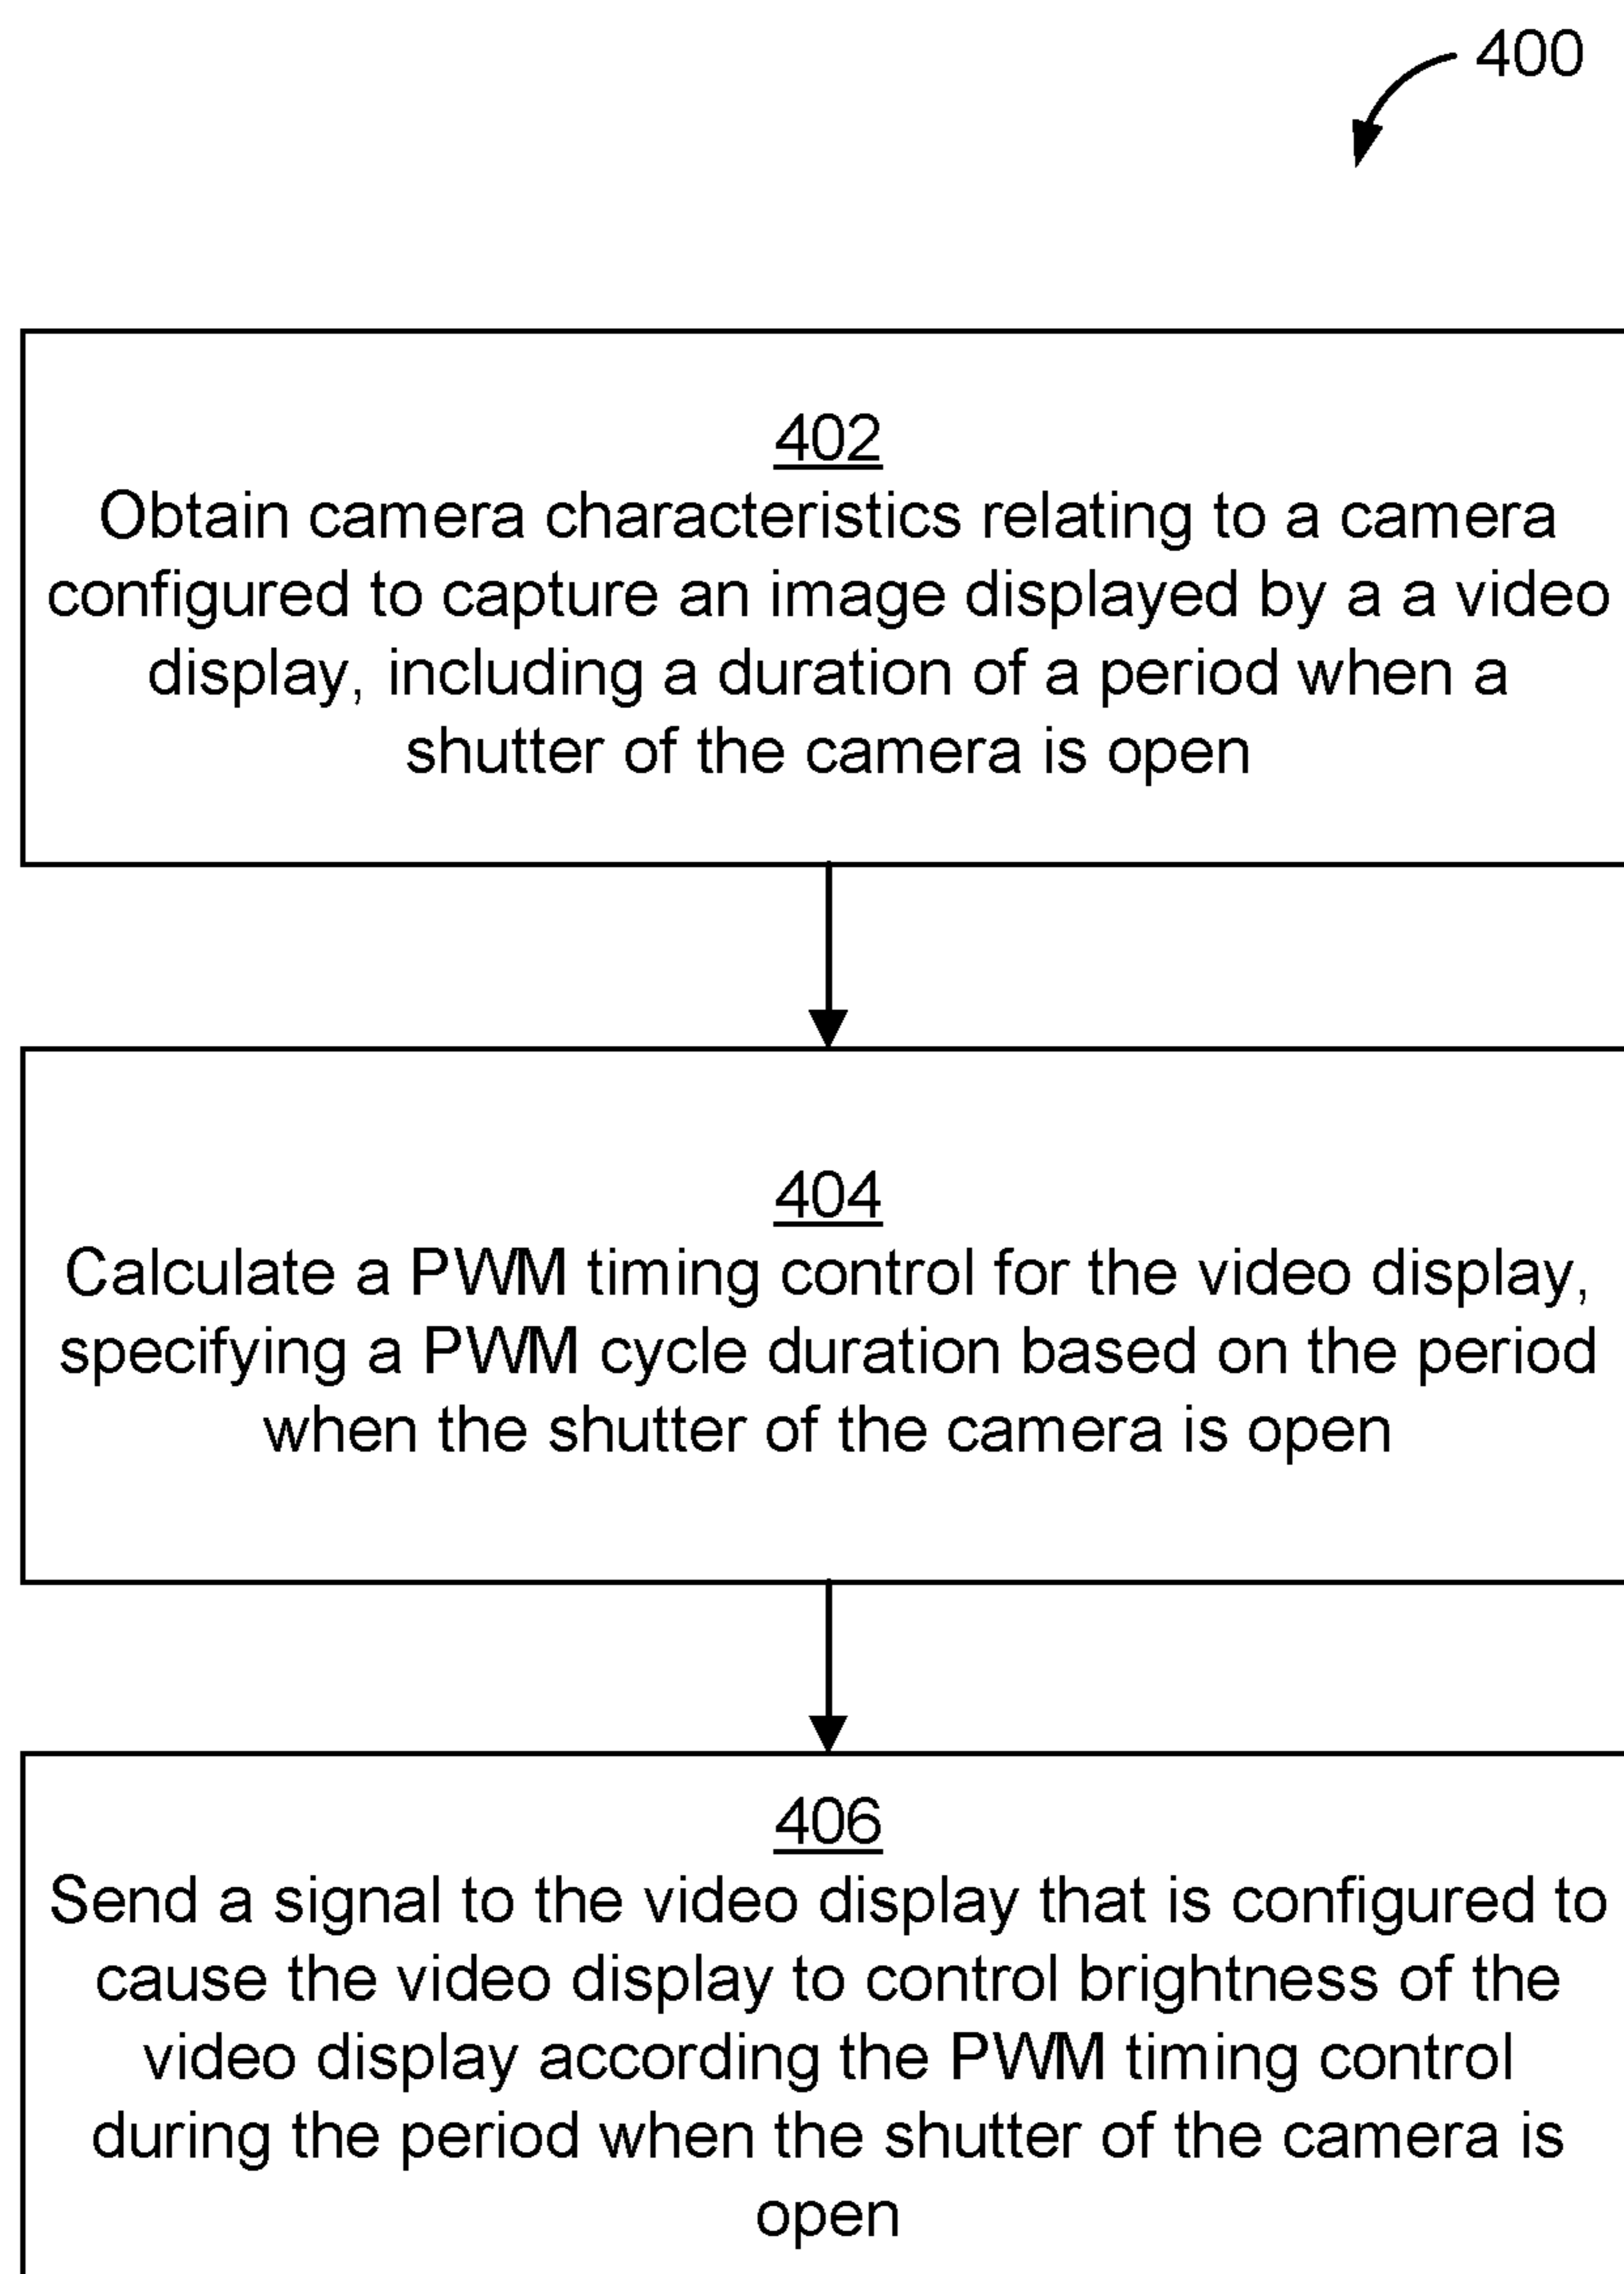 400
402
Obtain camera characteristics relating to a camera
configured to capture an image displayed by a a video
display, including a duration of a period when a
shutter of the camera is open
404
Calculate a PWM timing control for the video display,
specifying a PWM cycle duration based on the period
when the shutter of the camera is open
406
Send a signal to the video display that is configured to
cause the video display to control brightness of the
video display according the PWM timing control
during the period when the shutter of the camera is
open